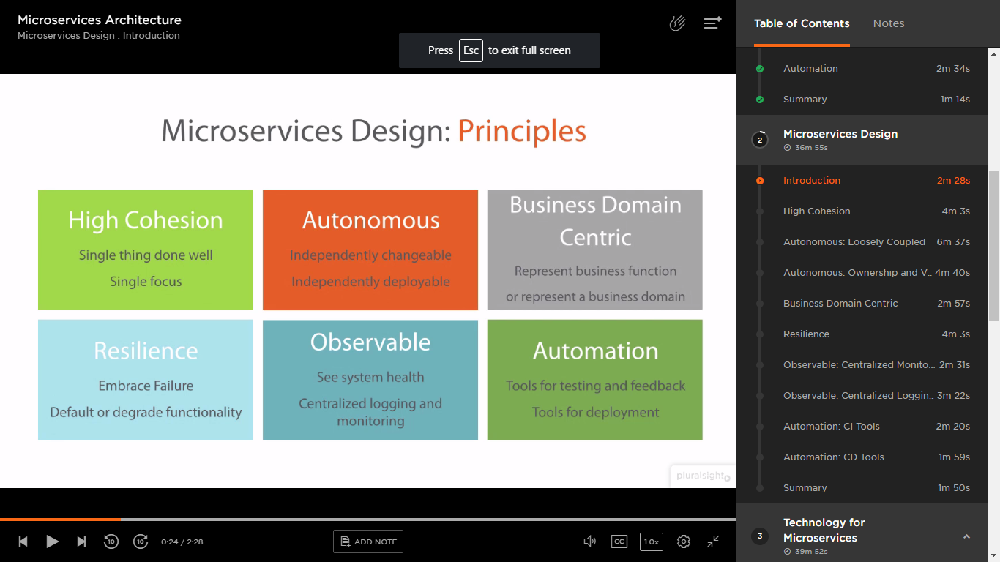 Microservices Architecture
Microservices Design : Introduction
Press Esc to exit full screen
Microservices Design: Principles
High Cohesion
Single thing done well
Single focus
Autonomous
Independently changeable
Independently deployable
Business Domain
Centric
Represent business function
or represent a business domain
Resilience
Embrace Failure
Default or degrade functionality
Observable
See system health
Centralized logging and
monitoring
Automation
Tools for testing and feedback
Tools for deployment
pluralsight
10
10
0:24 / 2:28
ADD NOTE
CC
1.0x
Table of Contents
Notes
Automation 2m 34s
Summary 1m 14s
2
Microservices Design
36m 55s
Introduction 2m 28s
High Cohesion 4m 3s
Autonomous: Loosely Coupled 6m 37s
Autonomous: Ownership and V.. 4m 40s
Business Domain Centric 2m 57s
Resilience 4m 3s
Observable: Centralized Monito... 2m 31s
Observable: Centralized Loggin.. 3m 22s
Automation: CI Tools 2m 20s
Automation: CD Tools 1m 59s
Summary 1m 50s
3
Technology for
Microservices
39m 52s